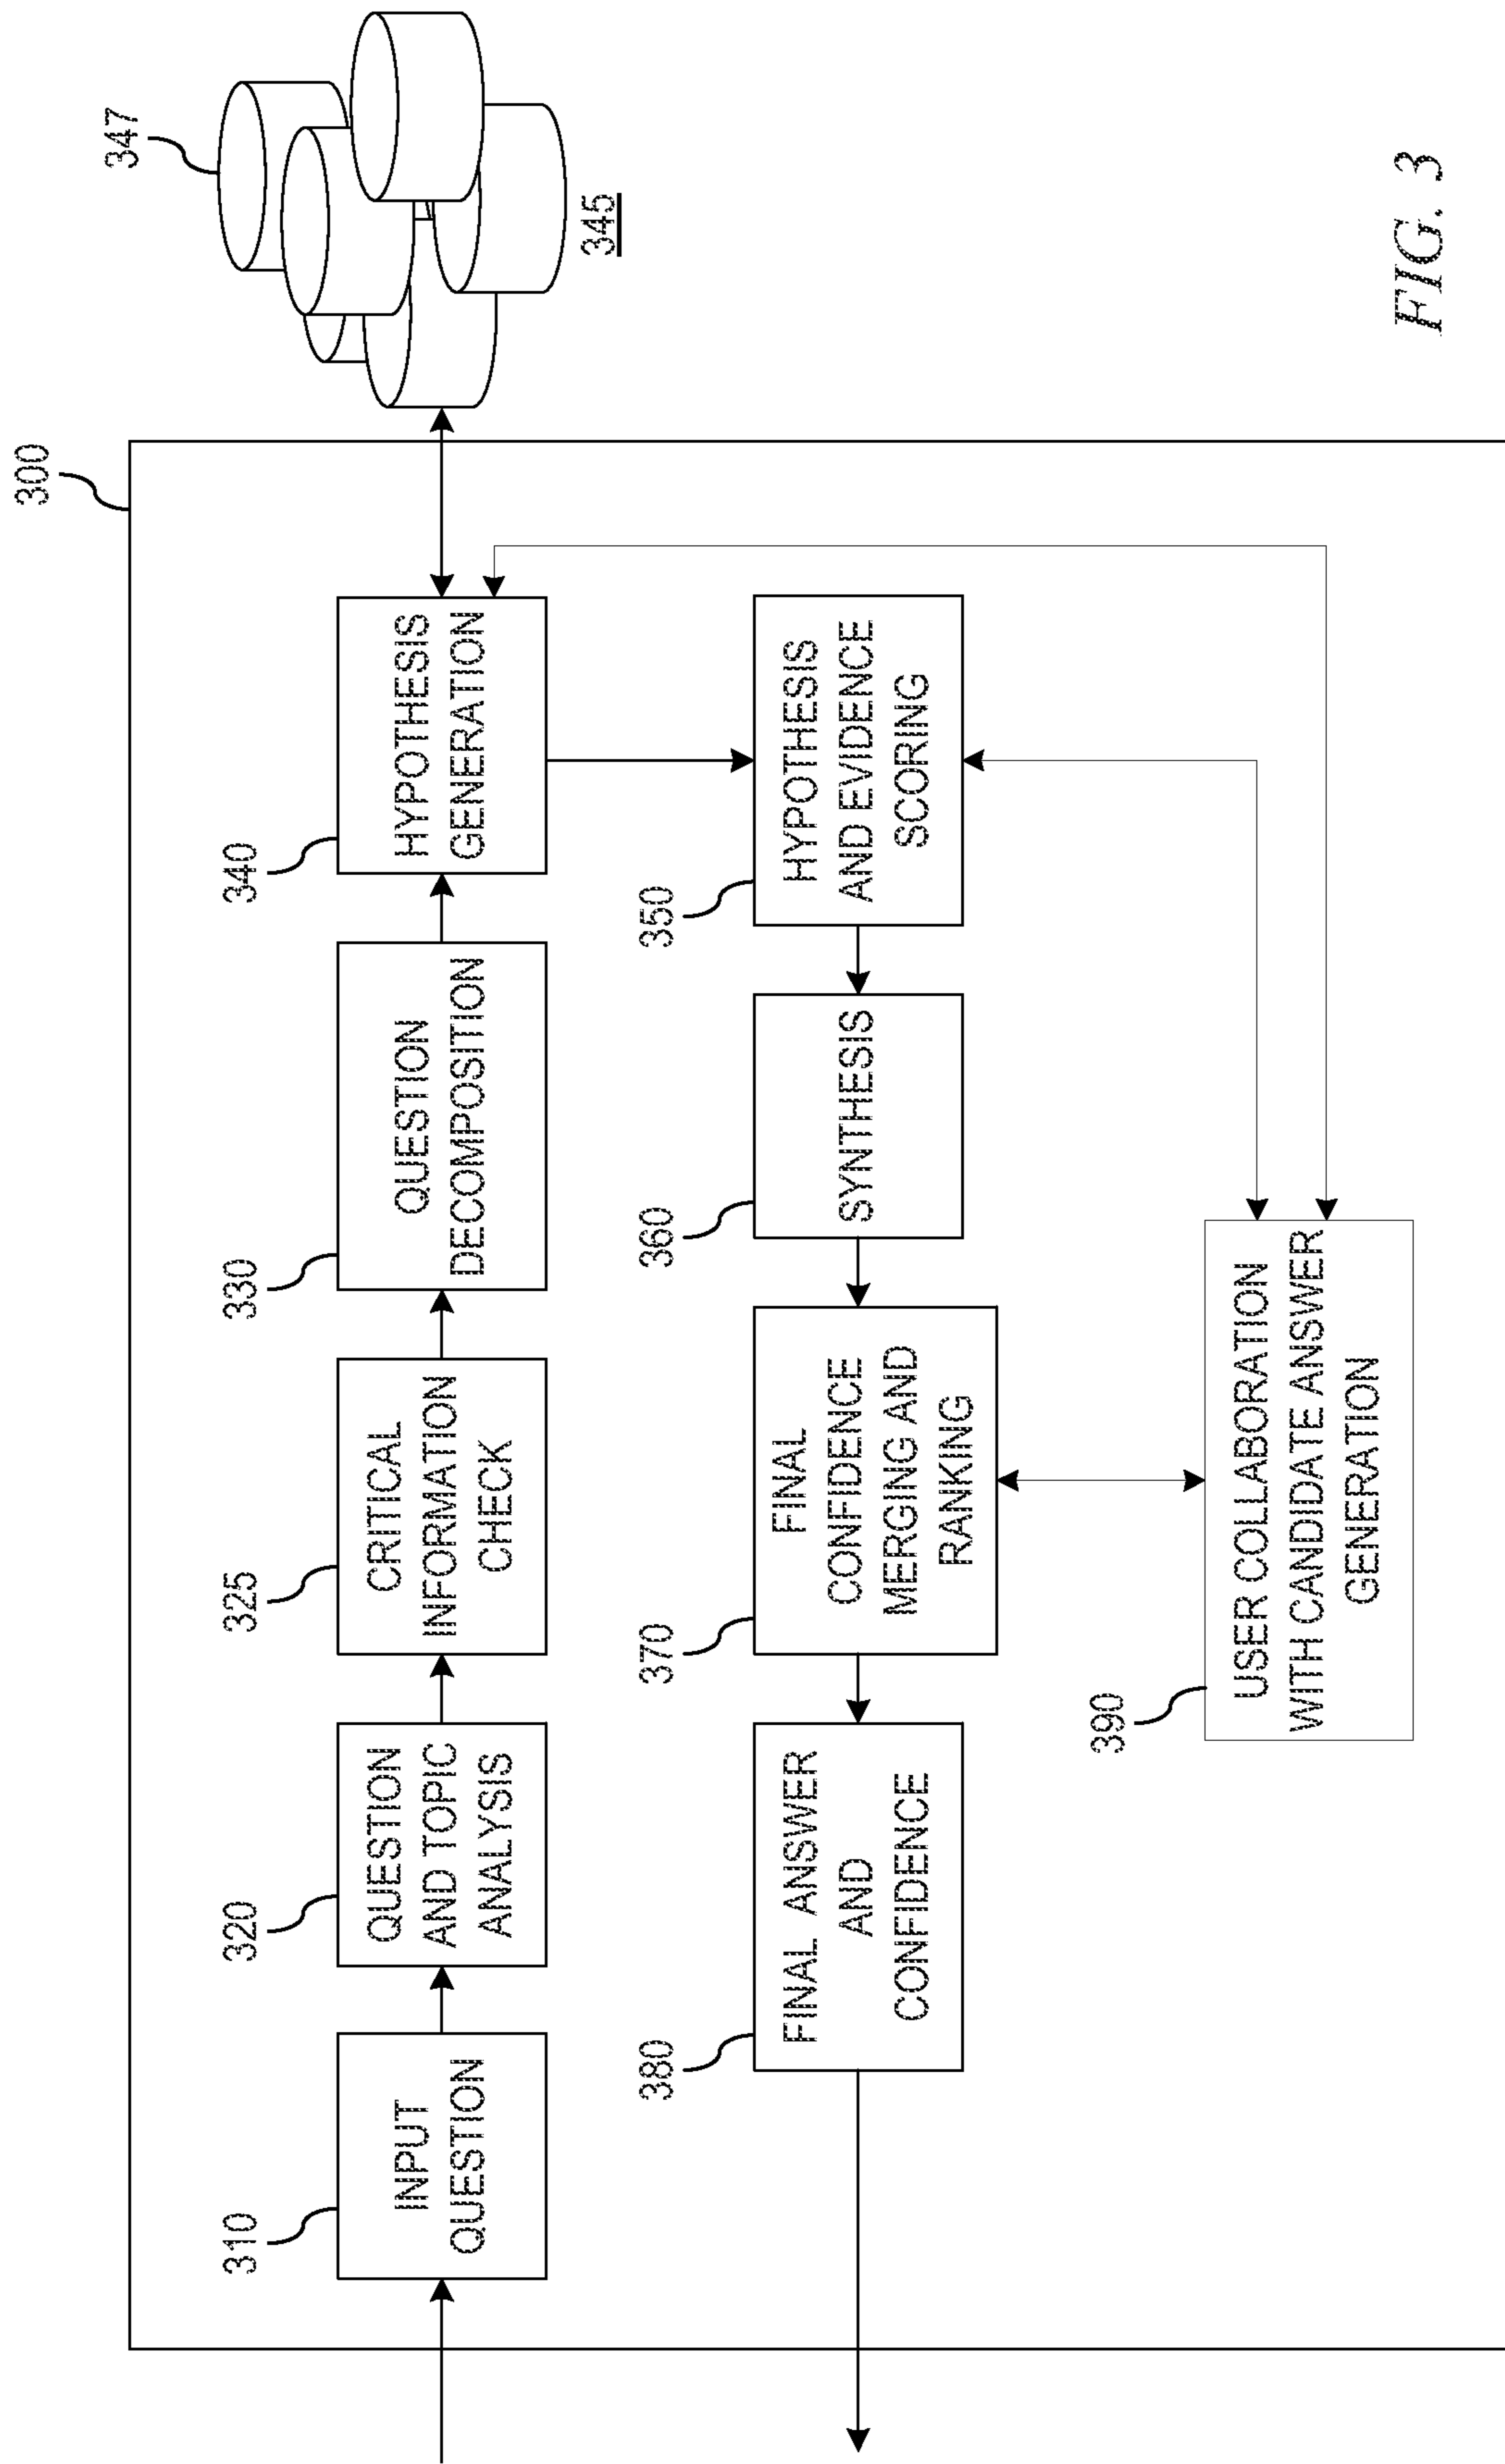 300
310
INPUT
QUESTION
320
QUESTION
AND TOPIC
ANALYSIS
325
CRITICAL
INFORMATION
CHECK
330
QUESTION
DECOMPOSITION
340
HYPOTHESIS
GENERATION
347
345
380
FINAL ANSWER
AND
CONFIDENCE
370
FINAL
CONFIDENCE
MERGING AND
RANKING
360
SYNTHESIS
350
HYPOTHESIS
AND EVIDENCE
SCORING
390
USER COLLABORATION
WITH CANDIDATE ANSWER
GENERATION
FIG. 3